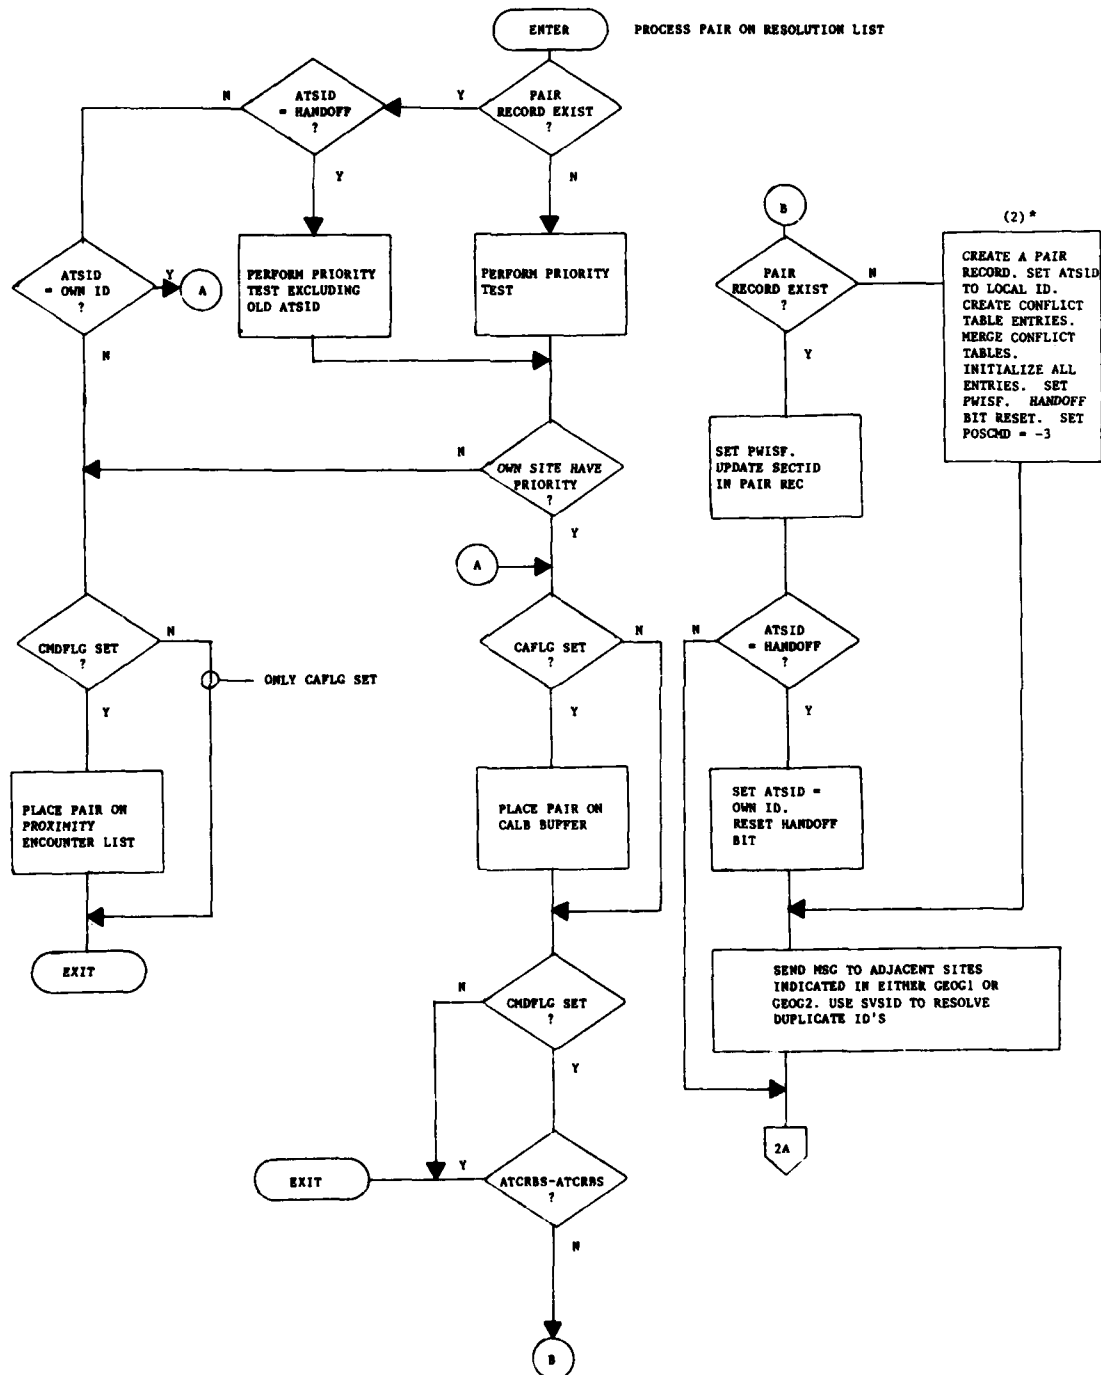 ENTER
PROCESS PAIR ON RESOLUTION LIST
PAIR
RECORD EXIST
?
Y
N
ATSID
= HANDOFF
?
N
Y
PERFORM PRIORITY
TEST EXCLUDING
OLD ATSID
PERFORM PRIORITY
TEST
ATSID
= OWN ID
?
Y
A
N
OWN SITE HAVE
PRIORITY
?
N
Y
A
CMDFLG SET
?
N
ONLY CAFLG SET
Y
PLACE PAIR ON
PROXIMITY
ENCOUNTER LIST
EXIT
CAFLG SET
?
N
Y
PLACE PAIR ON
CALB BUFFER
CMDFLG SET
?
N
Y
ATCRBS-ATCRBS
?
Y
EXIT
N
B
B
PAIR
RECORD EXIST
?
N
Y
(2)*
CREATE A PAIR
RECORD. SET ATSID
TO LOCAL ID.
CREATE CONFLICT
TABLE ENTRIES.
MERGE CONFLICT
TABLES.
INITIALIZE ALL
ENTRIES. SET
PWISF. HANDOFF
BIT RESET. SET
POSCMD = -3
SET PWISF.
UPDATE SECTID
IN PAIR REC
ATSID
= HANDOFF
?
N
Y
SET ATSID =
OWN ID.
RESET HANDOFF
BIT
SEND MSG TO ADJACENT SITES
INDICATED IN EITHER GEOG1 OR
GEOG2. USE SVSID TO RESOLVE
DUPLICATE ID'S
2A